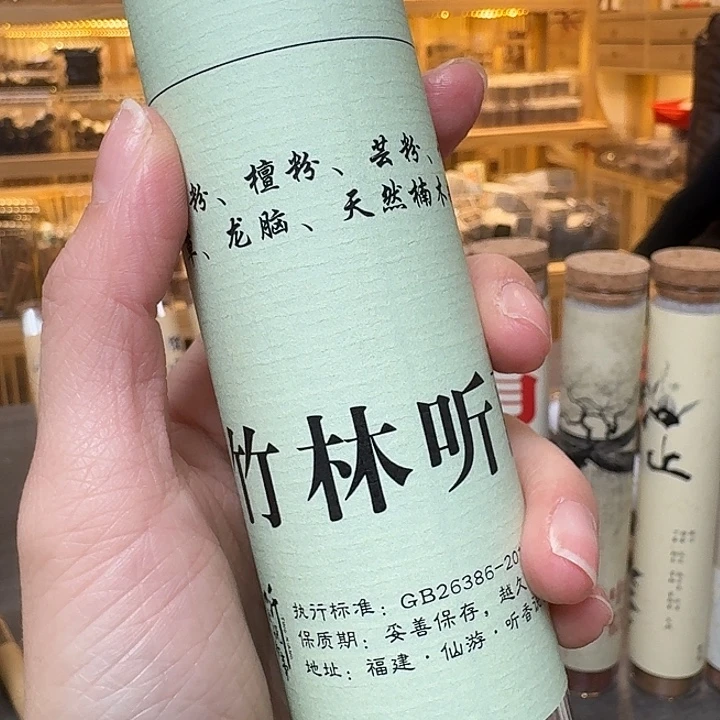 粉、檀粉、芸粉、
、龙脑、天然楠木
竹林听
执行标准：GB26386-20
保质期：妥善保存，越久
地址：福建·仙游·听香